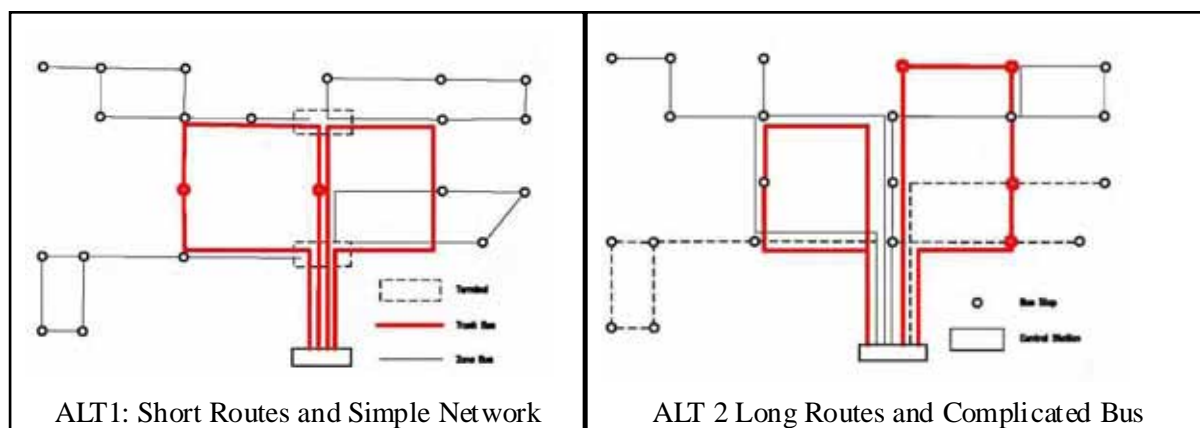 Terminal
Trunk Bus
Zone Bus
ALT1: Short Routes and Simple Network
Bus Stop
Central Station
ALT 2 Long Routes and Complicated Bus